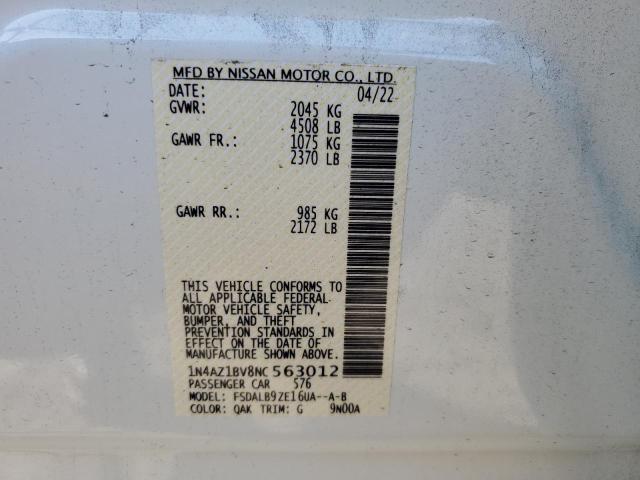 MFD BY NISSAN MOTOR CO., LTD.
DATE: 04/22
GVWR: 2045 KG
4508 LB
GAWR FR.: 1075 KG
2370 LB
GAWR RR.: 985 KG
2172 LB
THIS VEHICLE CONFORMS TO
ALL APPLICABLE FEDERAL
MOTOR VEHICLE SAFETY,
BUMPER, AND THEFT
PREVENTION STANDARDS IN
EFFECT ON THE DATE OF
MANUFACTURE SHOWN ABOVE.
1N4AZ1BV8NC 563012
PASSENGER CAR 576
MODEL: FSDALB9ZE16UA--A-B
COLOR: QAK TRIM: G 9N00A